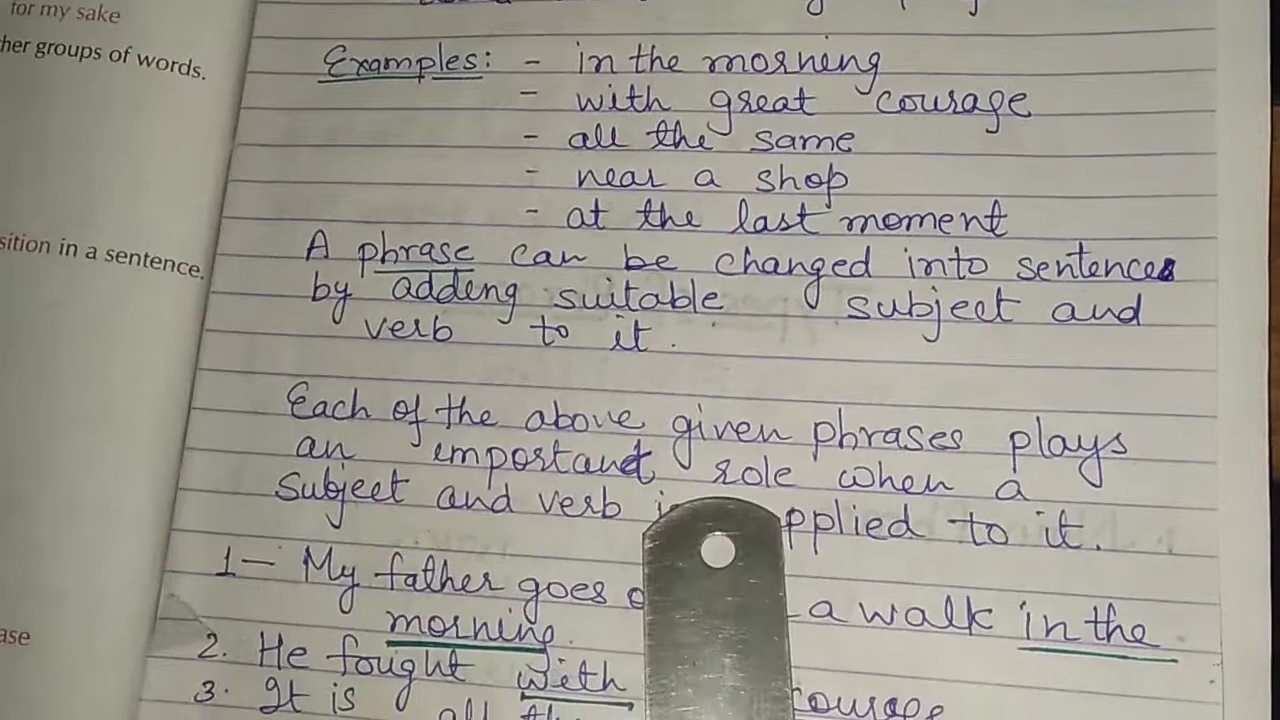 for my sake
her groups of words.
Examples: - in the morning
- with great courage
- all the same
- near a shop
- at the last moment
sition in a sentence.
A phrase can be changed into sentences
by adding suitable subject and
verb to it.
Each of the above given phrases plays
an important role when a
Subject and verb pplied to it.
1- My father goes a walk in the
morning.
ase
2. He fought with courage
3. It is all